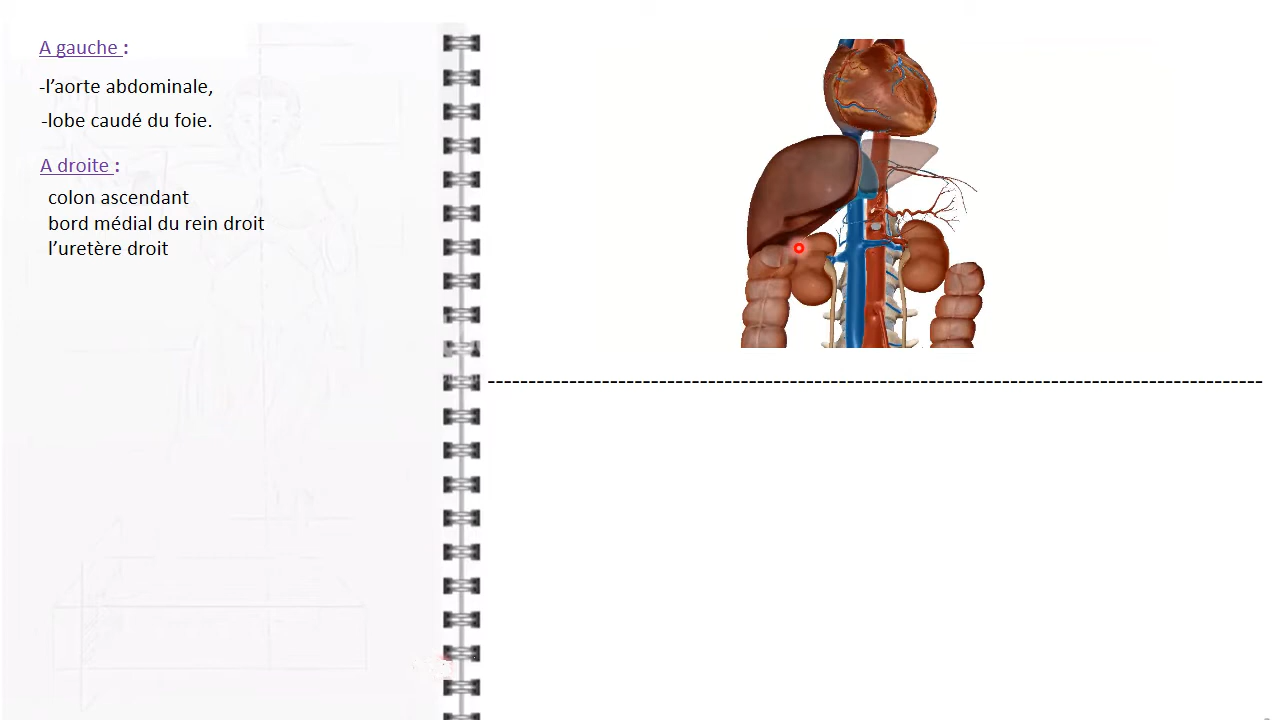 A gauche :
-l’aorte abdominale,
-lobe caudé du foie.
A droite :
colon ascendant
bord médial du rein droit
l’uretère droit